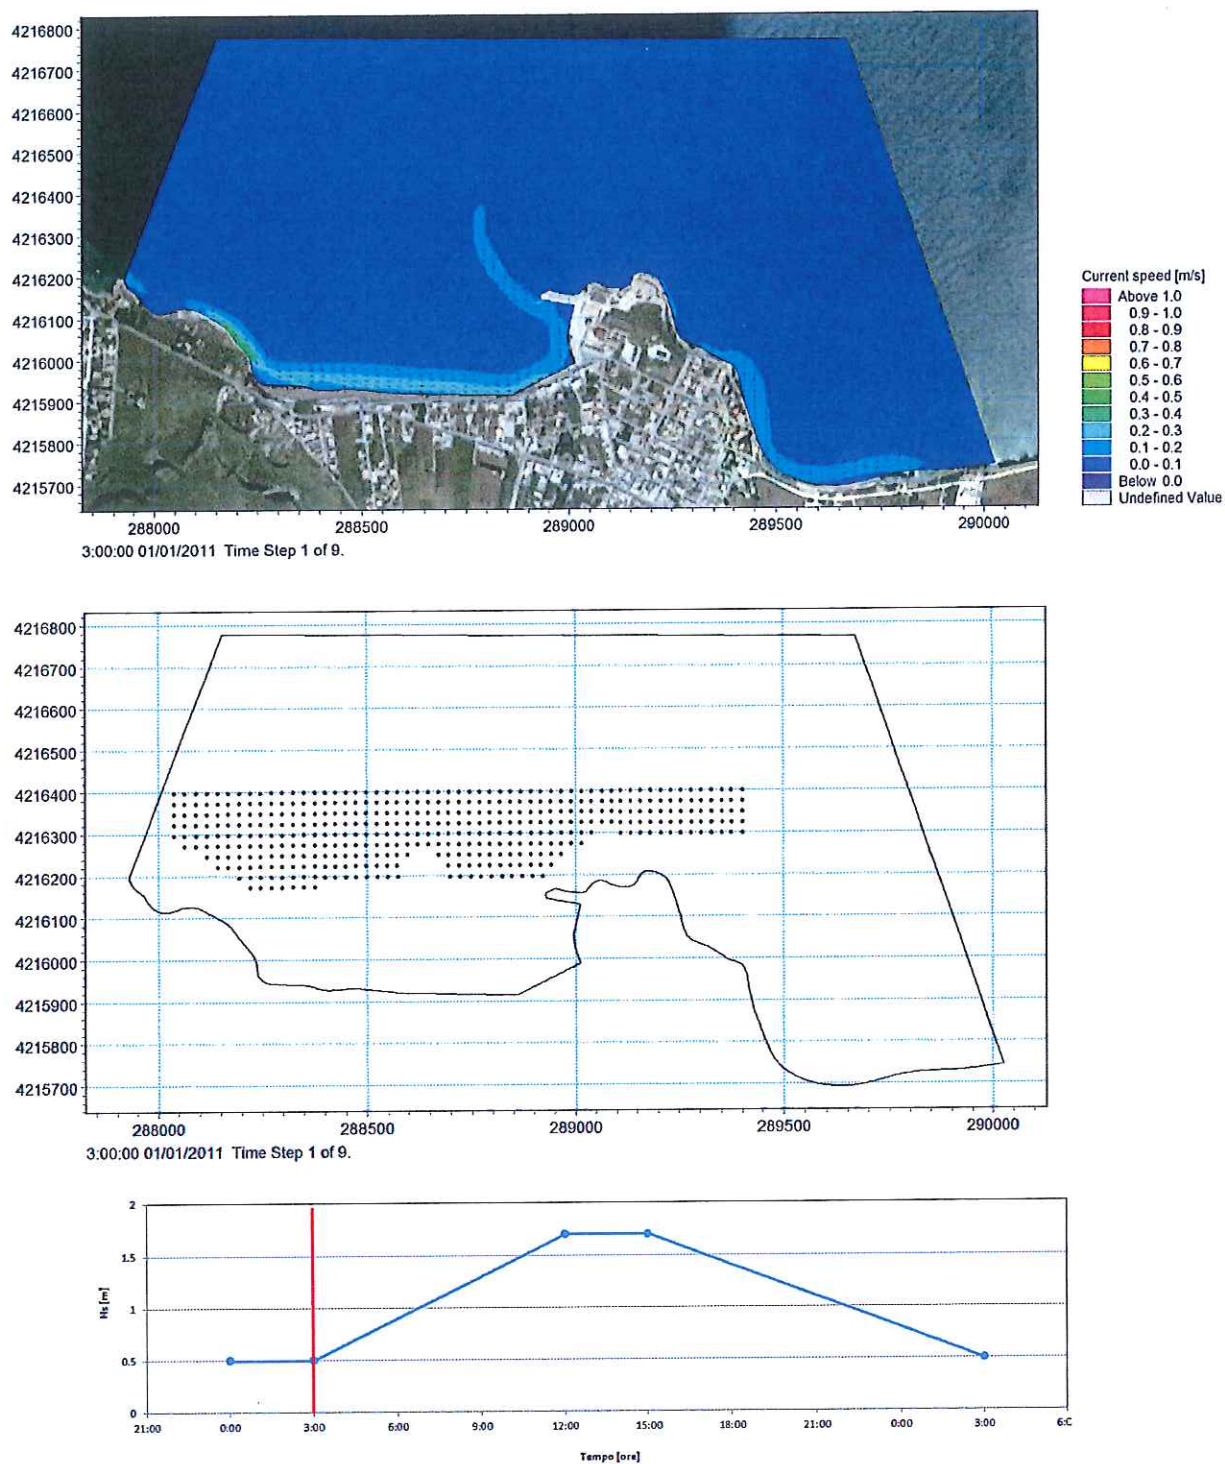 4216800
4216700
4216600
4216500
4216400
4216300
4216200
4216100
4216000
4215900
4215800
4215700
288000 288500 289000 289500 290000
3:00:00 01/01/2011 Time Step 1 of 9.
Current speed [m/s]
Above 1.0
0.9 - 1.0
0.8 - 0.9
0.7 - 0.8
0.6 - 0.7
0.5 - 0.6
0.4 - 0.5
0.3 - 0.4
0.2 - 0.3
0.1 - 0.2
0.0 - 0.1
Below 0.0
Undefined Value
4216800
4216700
4216600
4216500
4216400
4216300
4216200
4216100
4216000
4215900
4215800
4215700
288000 288500 289000 289500 290000
3:00:00 01/01/2011 Time Step 1 of 9.
2
1.5
1
0.5
0
Hs [m]
21:00 0:00 3:00 6:00 9:00 12:00 15:00 18:00 21:00 0:00 3:00 6:0
Tempo [ore]